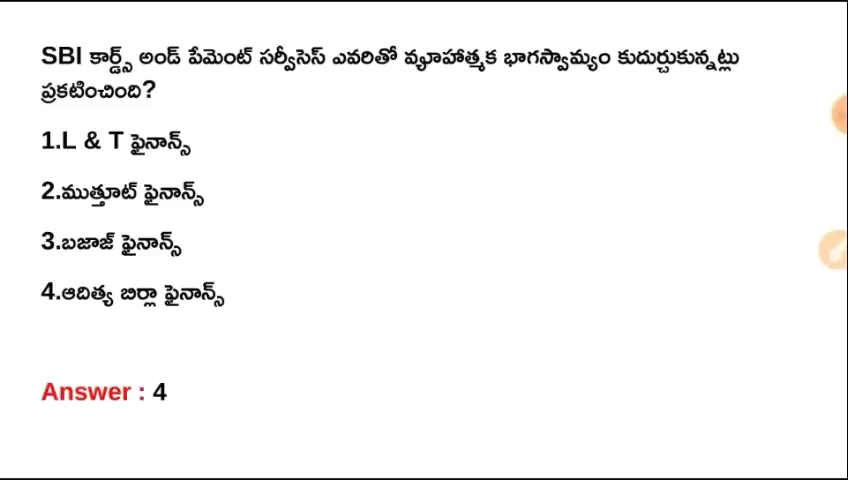 SBI కార్డ్స్ అండ్ పేమెంట్ సర్వీసెస్ ఎవరితో వ్యూహాత్మక భాగస్వామ్యం కుదుర్చుకున్నట్లు
ప్రకటించింది?
1.L & T ఫైనాన్స్
2.ముత్తూట్ ఫైనాన్స్
3.బజాజ్ ఫైనాన్స్
4.ఆదిత్య బిర్లా ఫైనాన్స్
Answer : 4